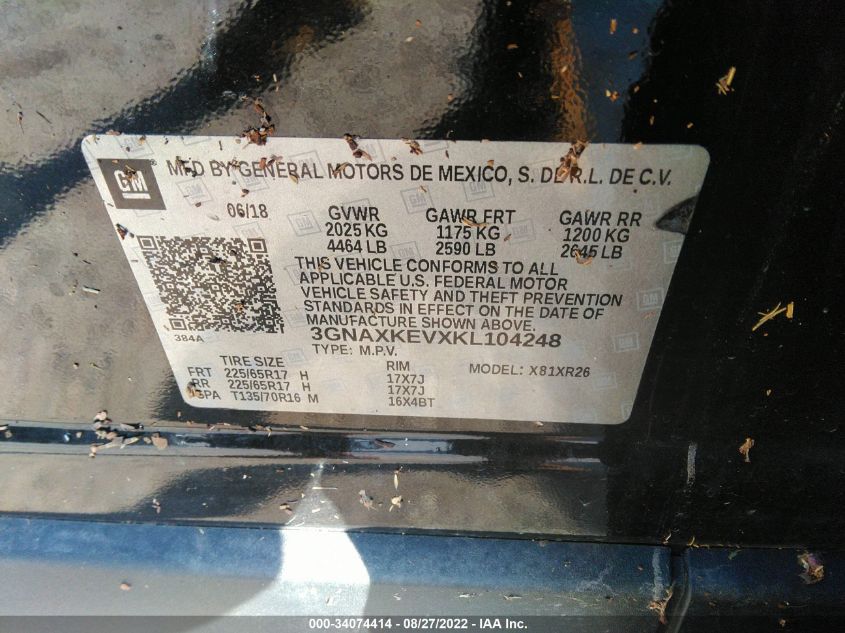 GM ® MFD BY GENERAL MOTORS DE MEXICO, S. DE R.L. DE C.V.
06/18 GVWR GAWR FRT GAWR RR
2025 KG 1175 KG 1200 KG
4464 LB 2590 LB 2645 LB
THIS VEHICLE CONFORMS TO ALL
APPLICABLE U.S. FEDERAL MOTOR
VEHICLE SAFETY AND THEFT PREVENTION
STANDARDS IN EFFECT ON THE DATE OF
MANUFACTURE SHOWN ABOVE.
384A 3GNAXKEVXKL104248
TYPE: M.P.V.
TIRE SIZE RIM MODEL: X81XR26
FRT 225/65R17 H 17X7J
RR 225/65R17 H 17X7J
SPA T135/70R16 M 16X4BT
000-34074414 - 08/27/2022 - IAA Inc.